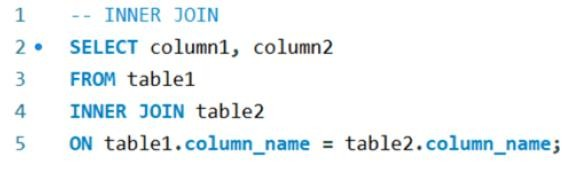 1 -- INNER JOIN
2 SELECT column1, column2
3 FROM table1
4 INNER JOIN table2
5 ON table1.column_name = table2.column_name;